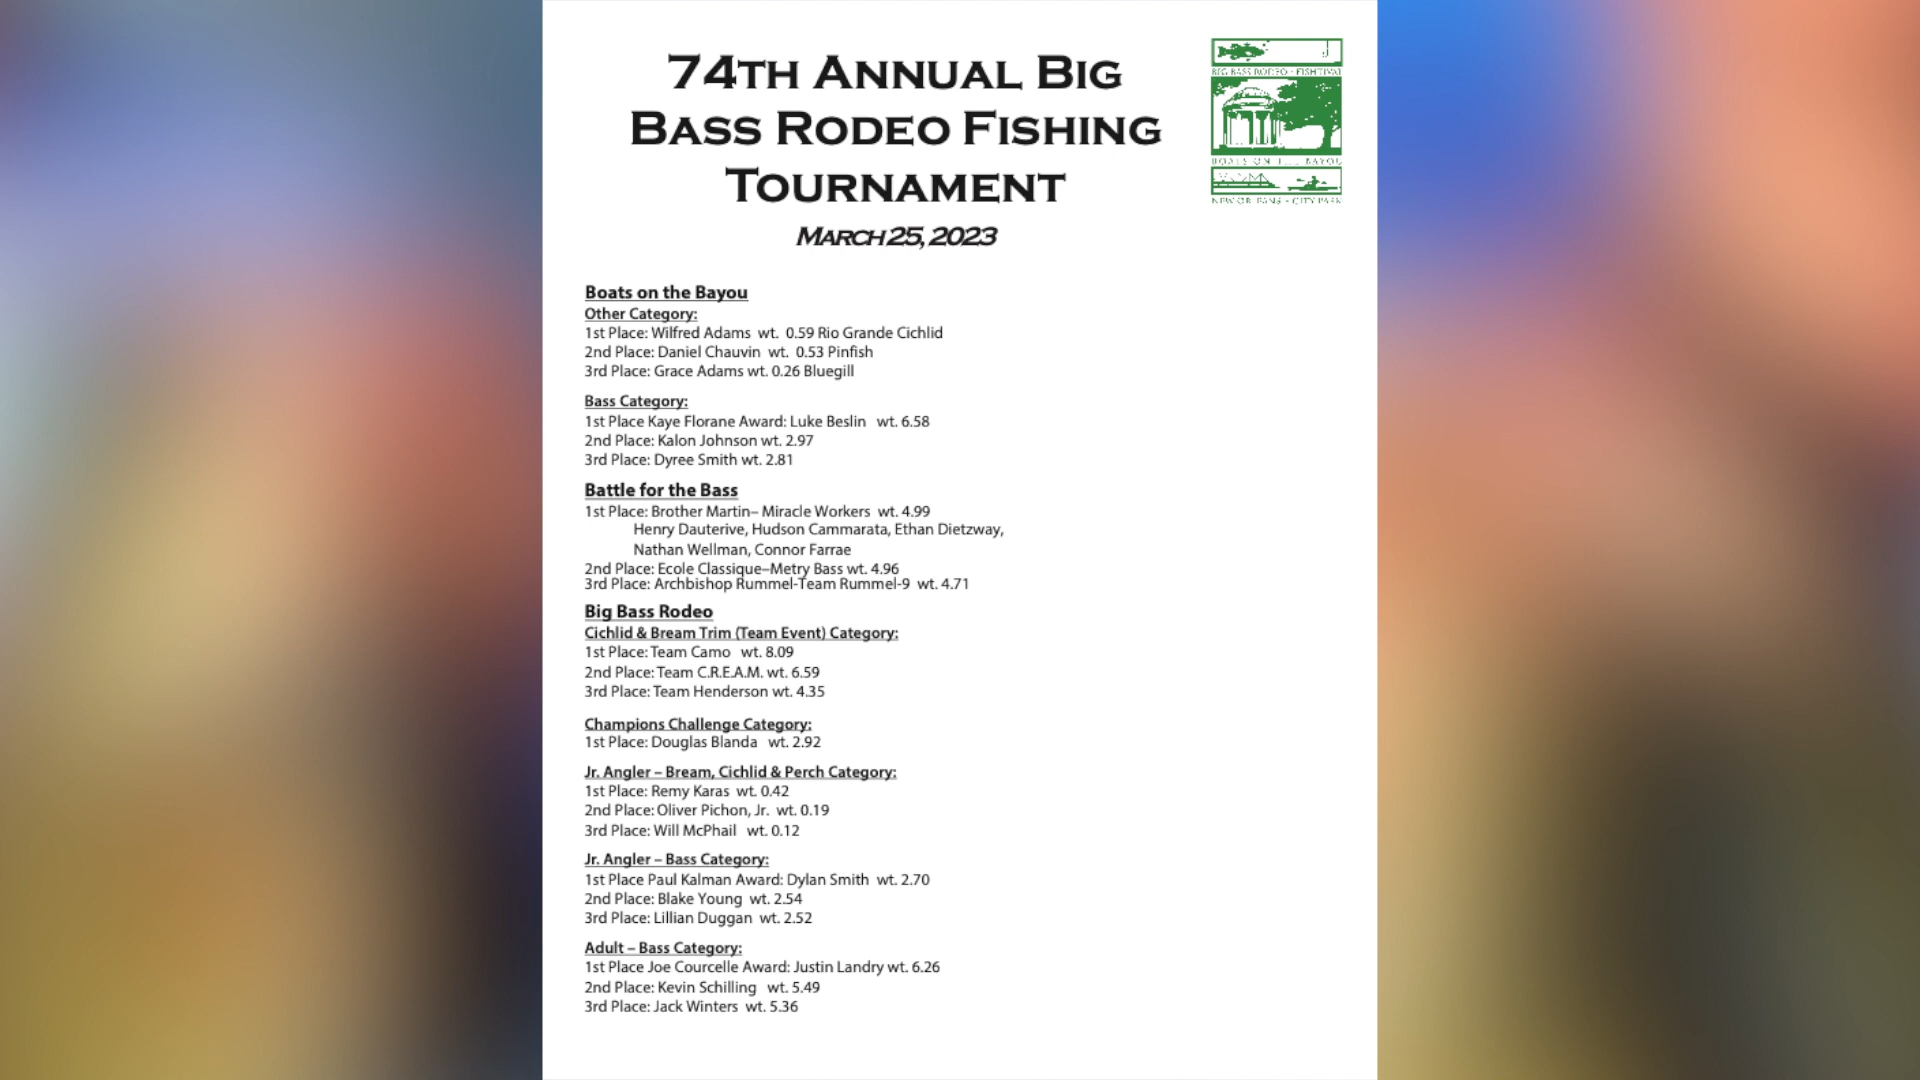 74TH ANNUAL BIG
BASS RODEO FISHING
TOURNAMENT
MARCH 25, 2023
BIG BASS RODEO - FISHTIVAL
BOATS ON THE BAYOU
NEW ORLEANS - CITY PARK
Boats on the Bayou
Other Category:
1st Place: Wilfred Adams wt. 0.59 Rio Grande Cichlid
2nd Place: Daniel Chauvin wt. 0.53 Pinfish
3rd Place: Grace Adams wt. 0.26 Bluegill
Bass Category:
1st Place Kaye Florane Award: Luke Beslin wt. 6.58
2nd Place: Kalon Johnson wt. 2.97
3rd Place: Dyree Smith wt. 2.81
Battle for the Bass
1st Place: Brother Martin– Miracle Workers wt. 4.99
Henry Dauterive, Hudson Cammarata, Ethan Dietzway,
Nathan Wellman, Connor Farrae
2nd Place: Ecole Classique–Metry Bass wt. 4.96
3rd Place: Archbishop Rummel-Team Rummel-9 wt. 4.71
Big Bass Rodeo
Cichlid & Bream Trim (Team Event) Category:
1st Place: Team Camo wt. 8.09
2nd Place: Team C.R.E.A.M. wt. 6.59
3rd Place: Team Henderson wt. 4.35
Champions Challenge Category:
1st Place: Douglas Blanda wt. 2.92
Jr. Angler – Bream, Cichlid & Perch Category:
1st Place: Remy Karas wt. 0.42
2nd Place: Oliver Pichon, Jr. wt. 0.19
3rd Place: Will McPhail wt. 0.12
Jr. Angler – Bass Category:
1st Place Paul Kalman Award: Dylan Smith wt. 2.70
2nd Place: Blake Young wt. 2.54
3rd Place: Lillian Duggan wt. 2.52
Adult – Bass Category:
1st Place Joe Courcelle Award: Justin Landry wt. 6.26
2nd Place: Kevin Schilling wt. 5.49
3rd Place: Jack Winters wt. 5.36